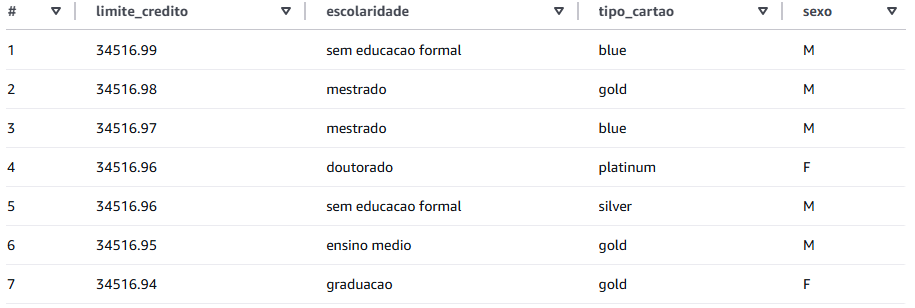 # limite_credito escolaridade tipo_cartao sexo
1 34516.99 sem educacao formal blue M
2 34516.98 mestrado gold M
3 34516.97 mestrado blue M
4 34516.96 doutorado platinum F
5 34516.96 sem educacao formal silver M
6 34516.95 ensino medio gold M
7 34516.94 graduacao gold F